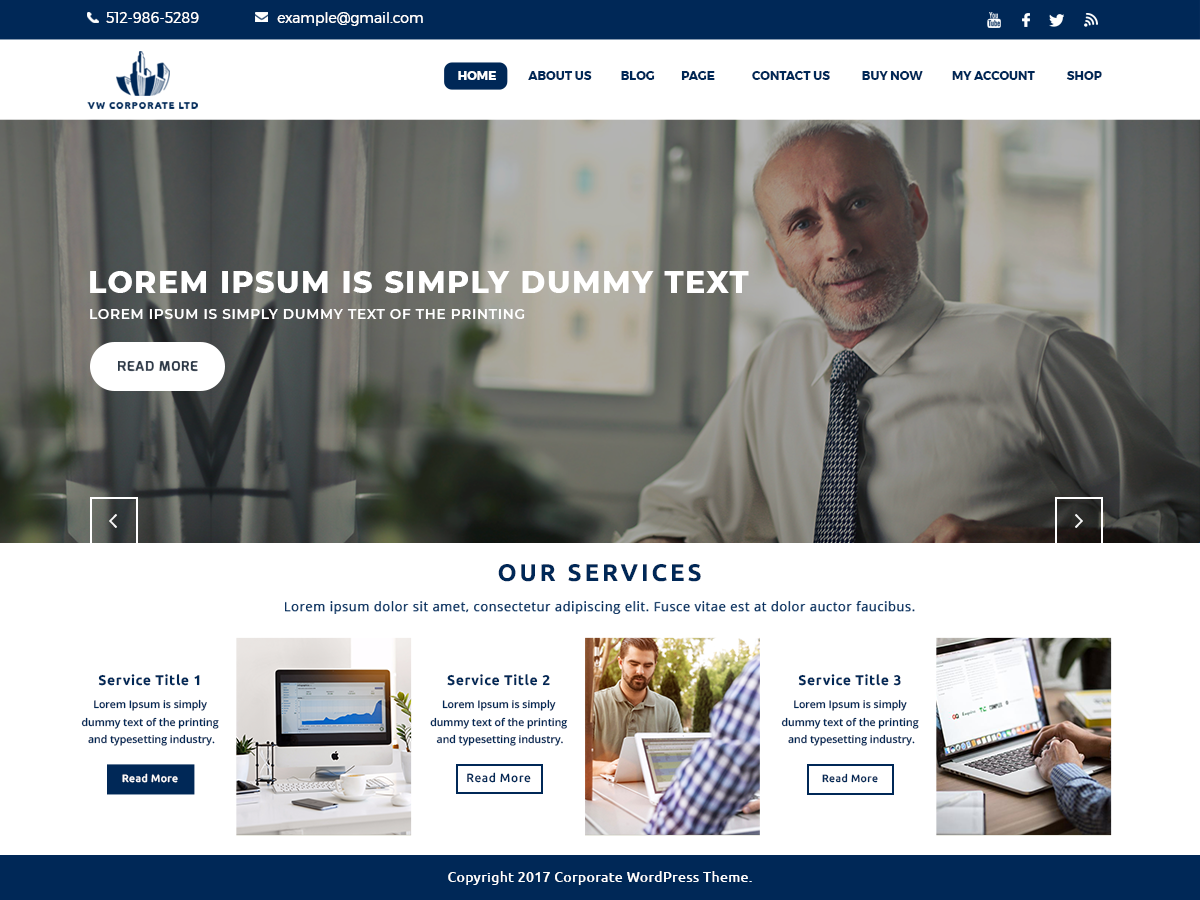 512-986-5289 example@gmail.com You Tube
VW CORPORATE LTD
HOME ABOUT US BLOG PAGE CONTACT US BUY NOW MY ACCOUNT SHOP
LOREM IPSUM IS SIMPLY DUMMY TEXT
LOREM IPSUM IS SIMPLY DUMMY TEXT OF THE PRINTING
READ MORE
OUR SERVICES
Lorem ipsum dolor sit amet, consectetur adipiscing elit. Fusce vitae est at dolor auctor faucibus.
Service Title 1
Lorem Ipsum is simply
dummy text of the printing
and typesetting industry.
Read More
Service Title 2
Lorem Ipsum is simply
dummy text of the printing
and typesetting industry.
Read More
Service Title 3
Lorem Ipsum is simply
dummy text of the printing
and typesetting industry.
Read More
Copyright 2017 Corporate WordPress Theme.